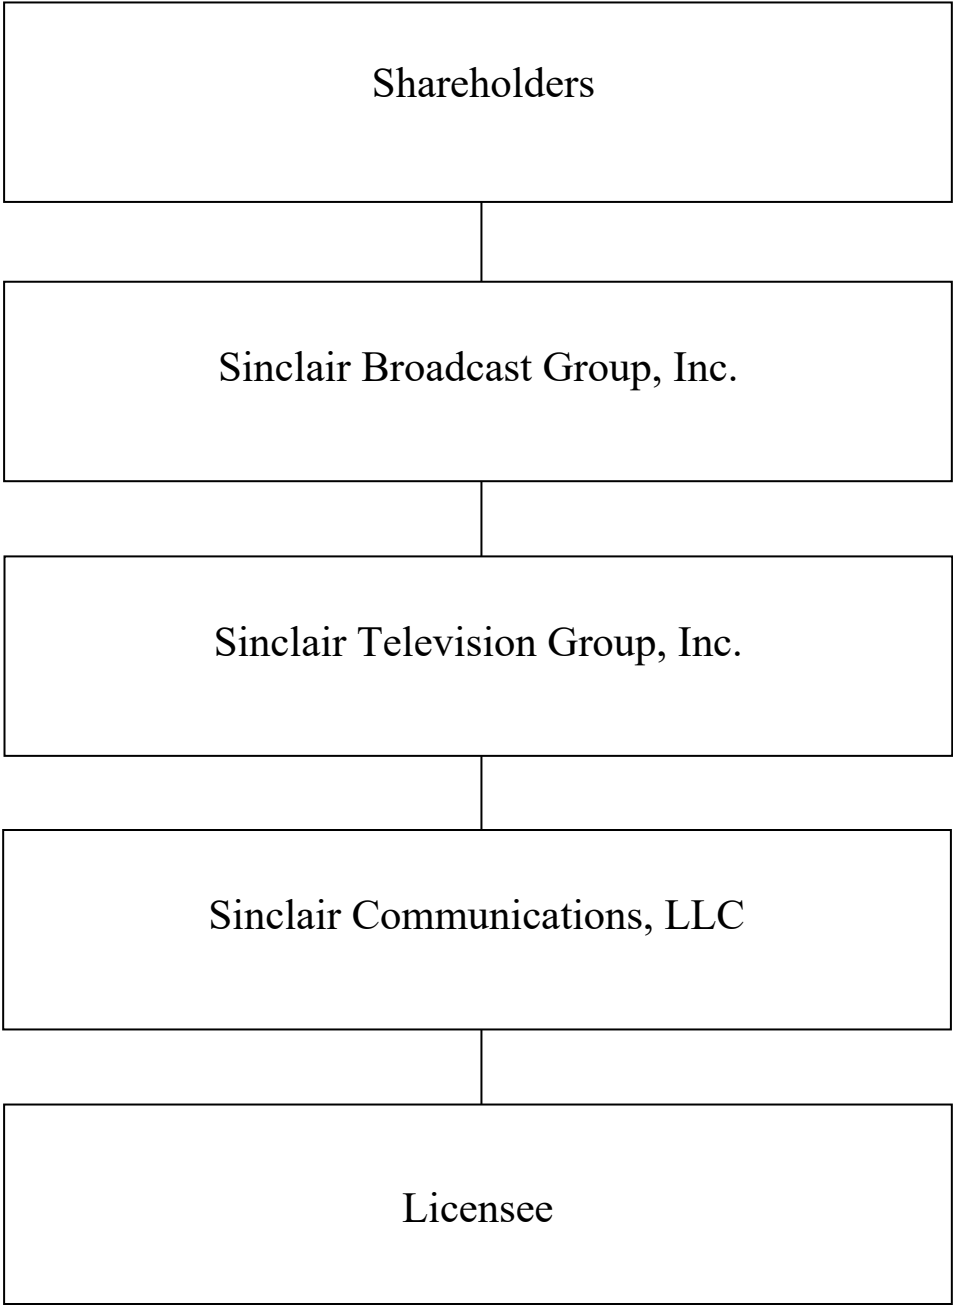 Shareholders
Sinclair Broadcast Group, Inc.
Sinclair Television Group, Inc.
Sinclair Communications, LLC
Licensee